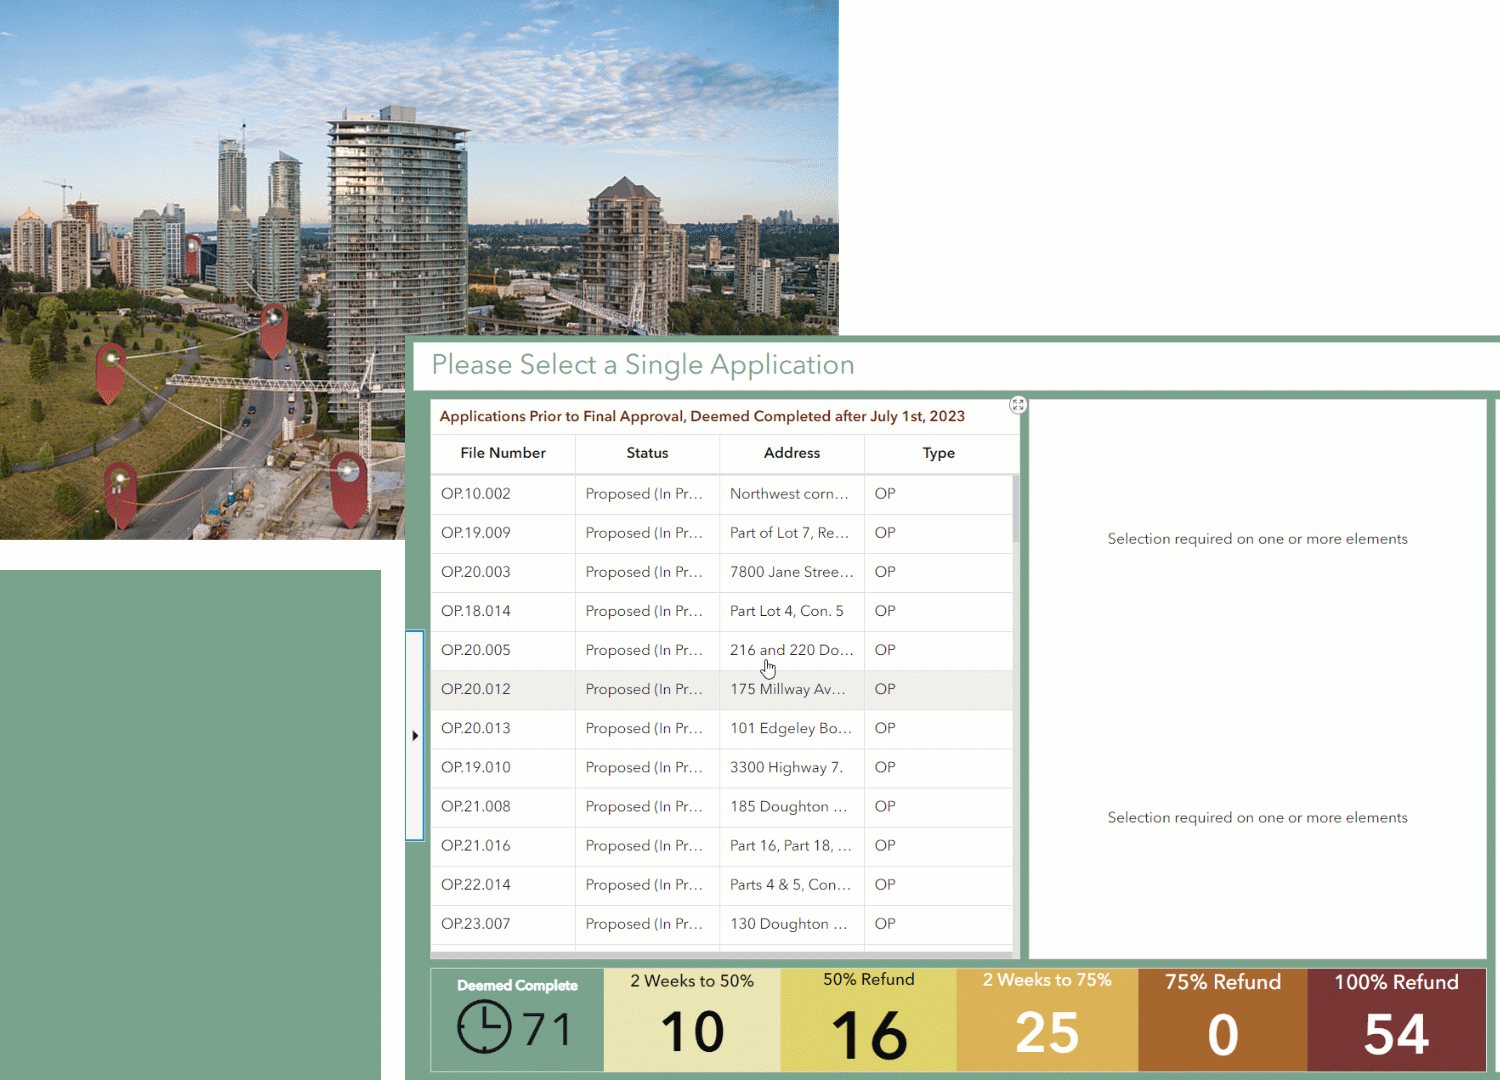 Please Select a Single Application
Applications Prior to Final Approval, Deemed Completed after July 1st, 2023
File Number Status Address Type
OP.10.002 Proposed (In Pr... Northwest corn... OP
OP.19.009 Proposed (In Pr... Part of Lot 7, Re... OP
OP.20.003 Proposed (In Pr... 7800 Jane Stree... OP
OP.18.014 Proposed (In Pr... Part Lot 4, Con. 5 OP
OP.20.005 Proposed (In Pr... 216 and 220 Do... OP
OP.20.012 Proposed (In Pr... 175 Millway Av... OP
OP.20.013 Proposed (In Pr... 101 Edgeley Bo... OP
OP.19.010 Proposed (In Pr... 3300 Highway 7. OP
OP.21.008 Proposed (In Pr... 185 Doughton ... OP
OP.21.016 Proposed (In Pr... Part 16, Part 18, ... OP
OP.22.014 Proposed (In Pr... Parts 4 & 5, Con... OP
OP.23.007 Proposed (In Pr... 130 Doughton ... OP
Selection required on one or more elements
Selection required on one or more elements
Deemed Complete
71
2 Weeks to 50%
10
50% Refund
16
2 Weeks to 75%
25
75% Refund
0
100% Refund
54